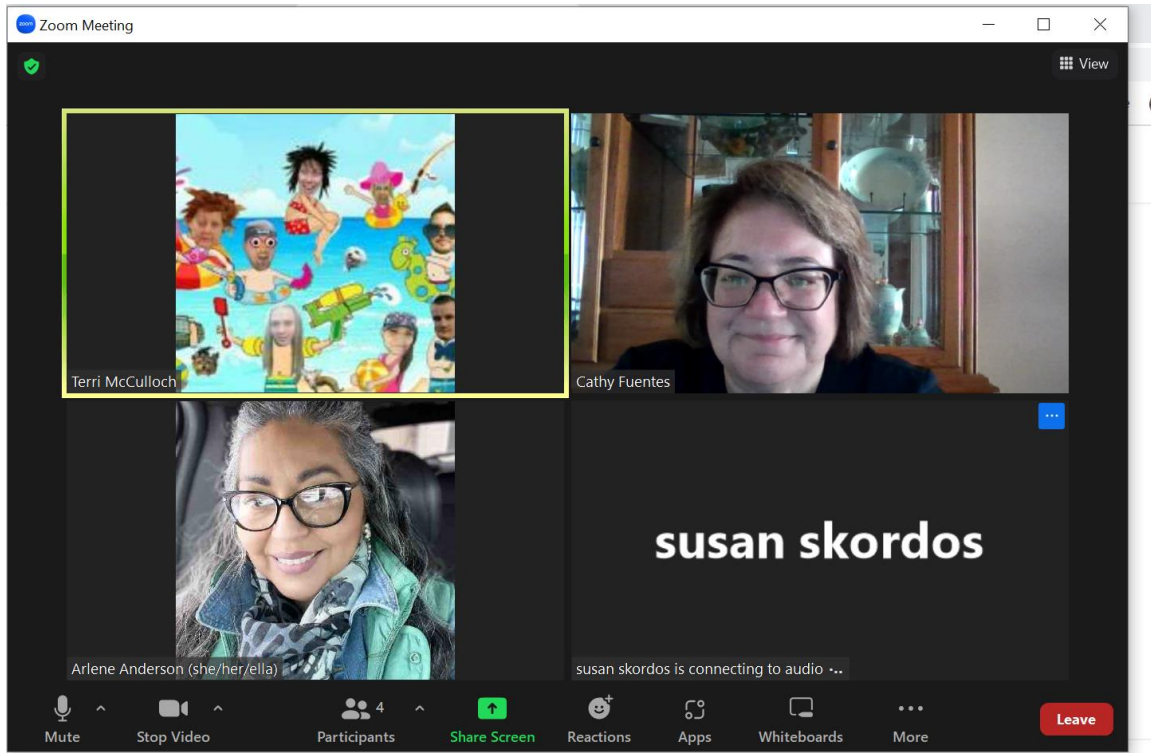 zoom Zoom Meeting
View
Terri McCulloch
Cathy Fuentes
susan skordos
Arlene Anderson (she/her/ella)
susan skordos is connecting to audio ...
4
Mute
Stop Video
Participants
Share Screen
Reactions
Apps
Whiteboards
More
Leave